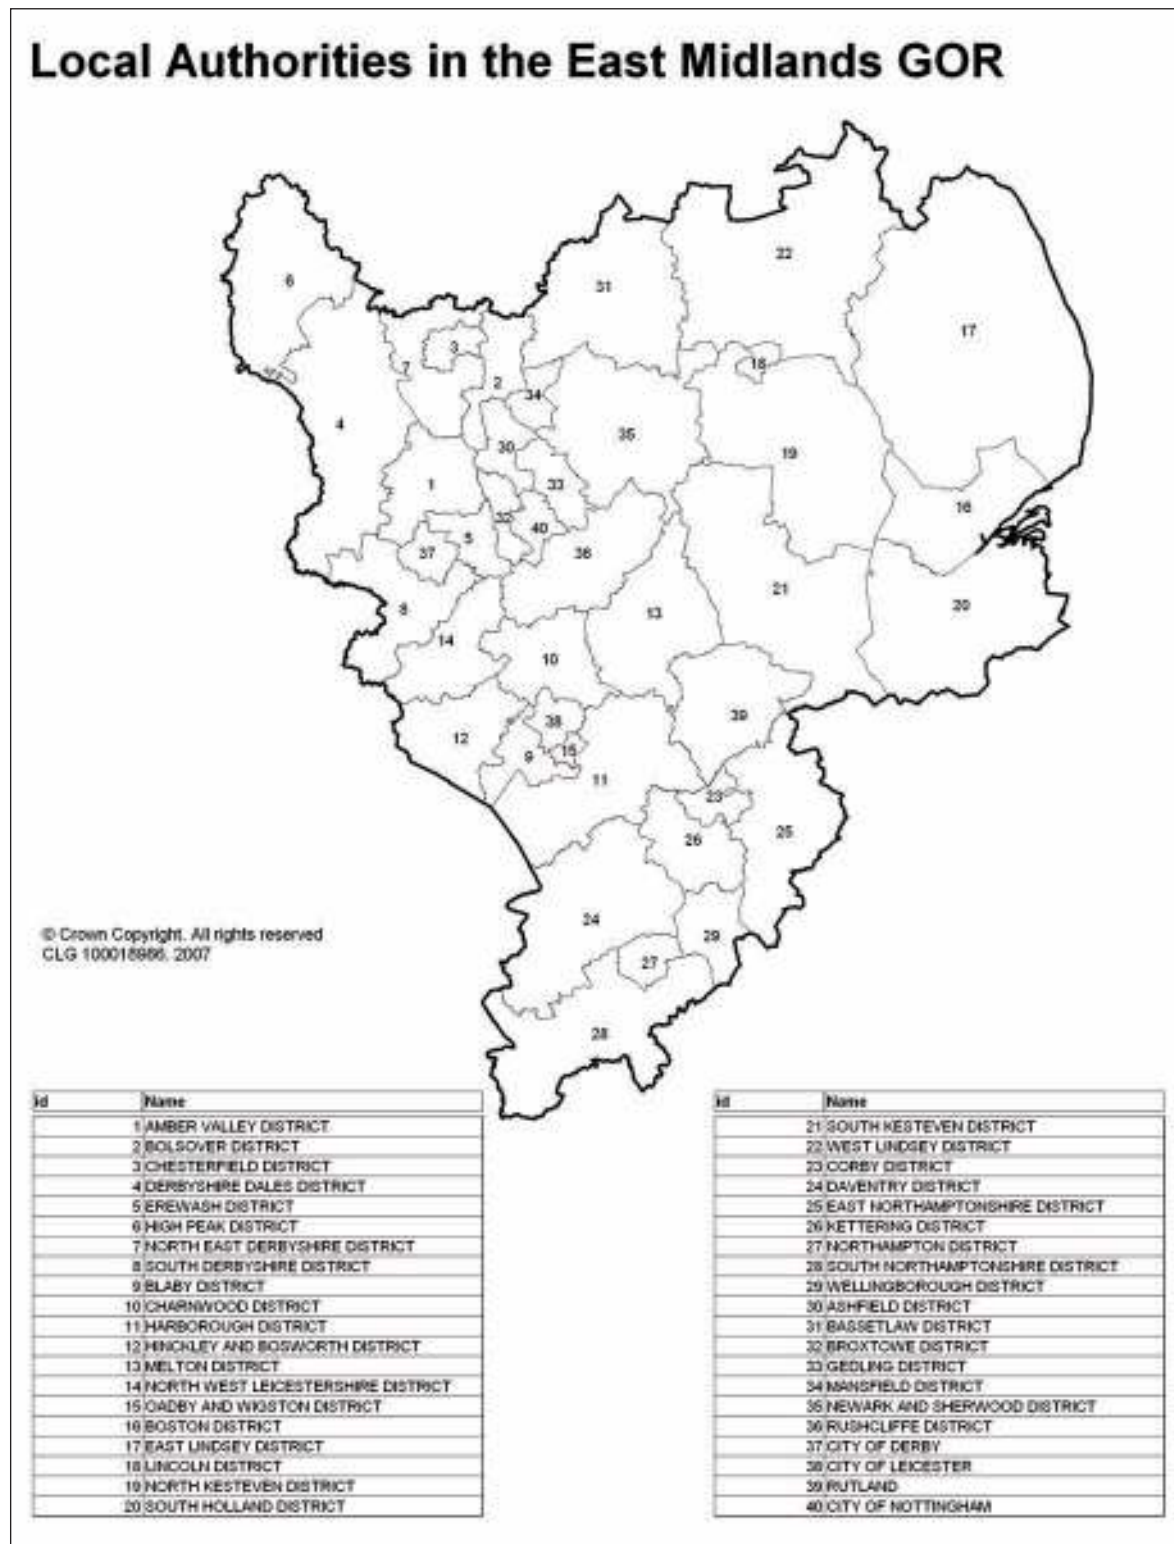 Local Authorities in the East Midlands GOR
22
6
31
17
3
18
7
2
34
4
35
30
19
1
33
16
32
40
5
37
36
21
20
8
13
14
10
39
38
12
15
9
11
23
25
26
24
29
27
28
© Crown Copyright. All rights reserved
CLG 100018986, 2007
id Name
1 AMBER VALLEY DISTRICT
2 BOLSOVER DISTRICT
3 CHESTERFIELD DISTRICT
4 DERBYSHIRE DALES DISTRICT
5 EREWASH DISTRICT
6 HIGH PEAK DISTRICT
7 NORTH EAST DERBYSHIRE DISTRICT
8 SOUTH DERBYSHIRE DISTRICT
9 BLABY DISTRICT
10 CHARNWOOD DISTRICT
11 HARBOROUGH DISTRICT
12 HINCKLEY AND BOSWORTH DISTRICT
13 MELTON DISTRICT
14 NORTH WEST LEICESTERSHIRE DISTRICT
15 OADBY AND WIGSTON DISTRICT
16 BOSTON DISTRICT
17 EAST LINDSEY DISTRICT
18 LINCOLN DISTRICT
19 NORTH KESTEVEN DISTRICT
20 SOUTH HOLLAND DISTRICT
id Name
21 SOUTH KESTEVEN DISTRICT
22 WEST LINDSEY DISTRICT
23 CORBY DISTRICT
24 DAVENTRY DISTRICT
25 EAST NORTHAMPTONSHIRE DISTRICT
26 KETTERING DISTRICT
27 NORTHAMPTON DISTRICT
28 SOUTH NORTHAMPTONSHIRE DISTRICT
29 WELLINGBOROUGH DISTRICT
30 ASHFIELD DISTRICT
31 BASSETLAW DISTRICT
32 BROXTOWE DISTRICT
33 GEDLING DISTRICT
34 MANSFIELD DISTRICT
35 NEWARK AND SHERWOOD DISTRICT
36 RUSHCLIFFE DISTRICT
37 CITY OF DERBY
38 CITY OF LEICESTER
39 RUTLAND
40 CITY OF NOTTINGHAM